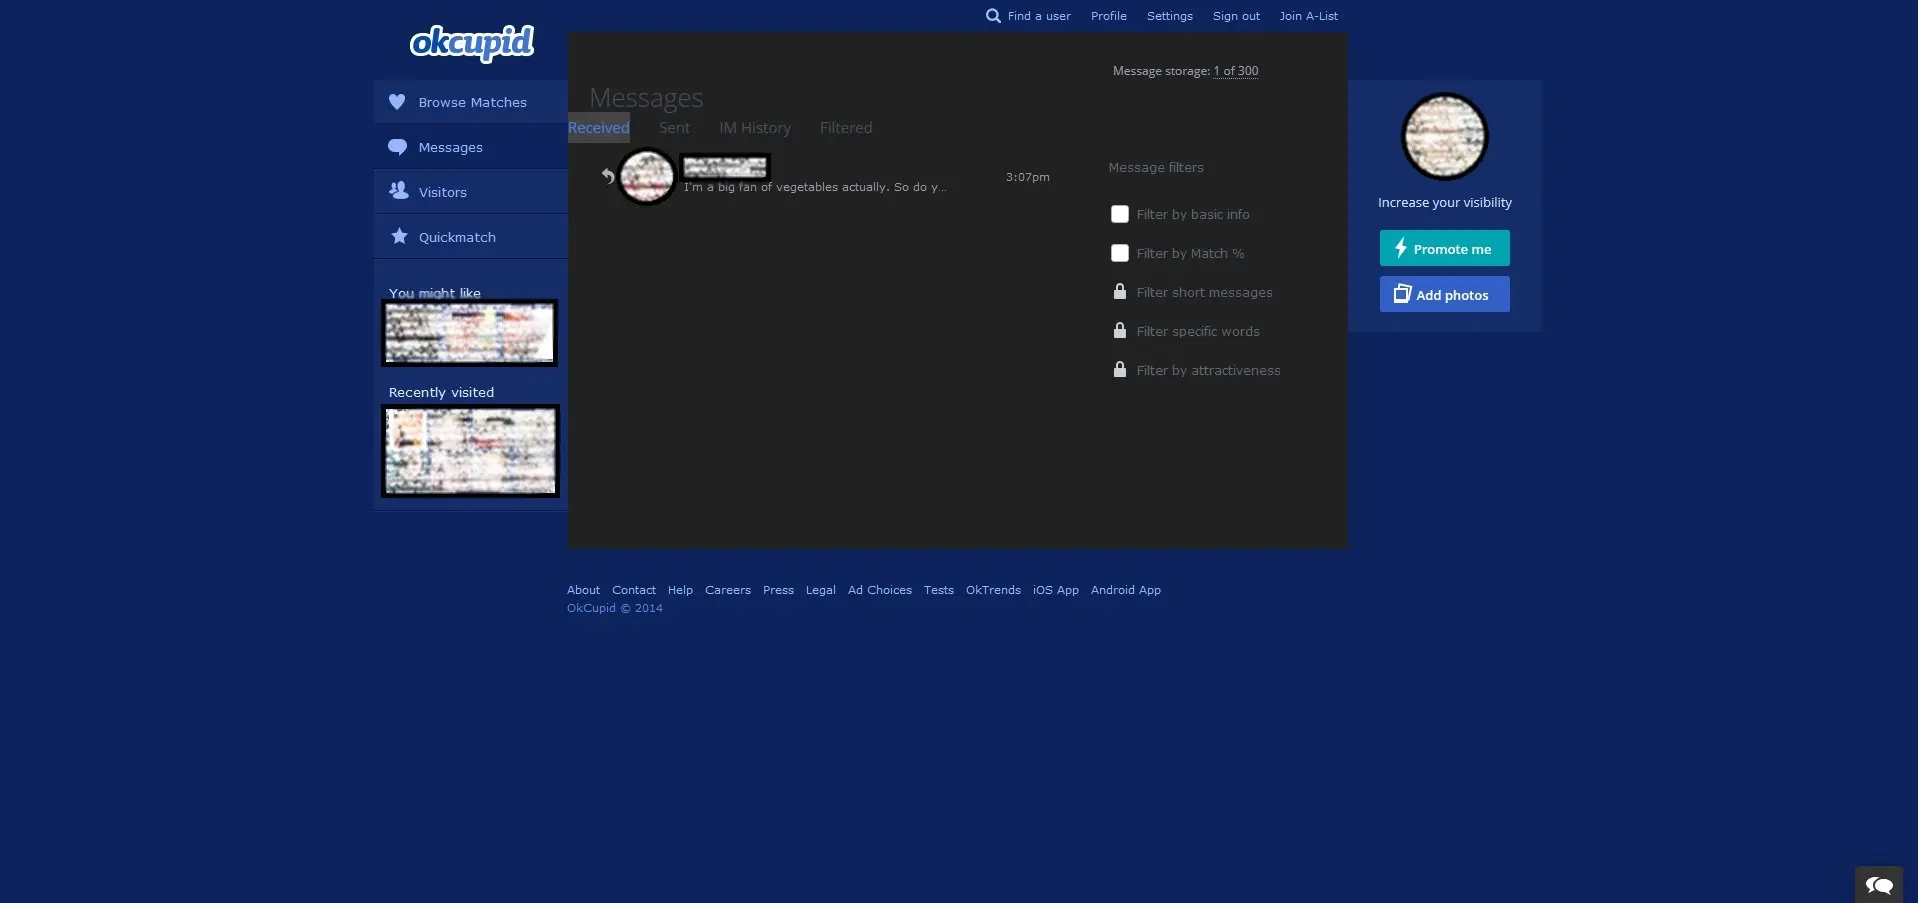 okcupid
Find a user Profile Settings Sign out Join A-List
Browse Matches
Messages
Visitors
Quickmatch
You might like
Recently visited
Message storage: 1 of 300
Messages
Received Sent IM History Filtered
I'm a big fan of vegetables actually. So do y...
3:07pm
Message filters
Filter by basic info
Filter by Match %
Filter short messages
Filter specific words
Filter by attractiveness
Increase your visibility
Promote me
Add photos
About Contact Help Careers Press Legal Ad Choices Tests OkTrends iOS App Android App
OkCupid © 2014